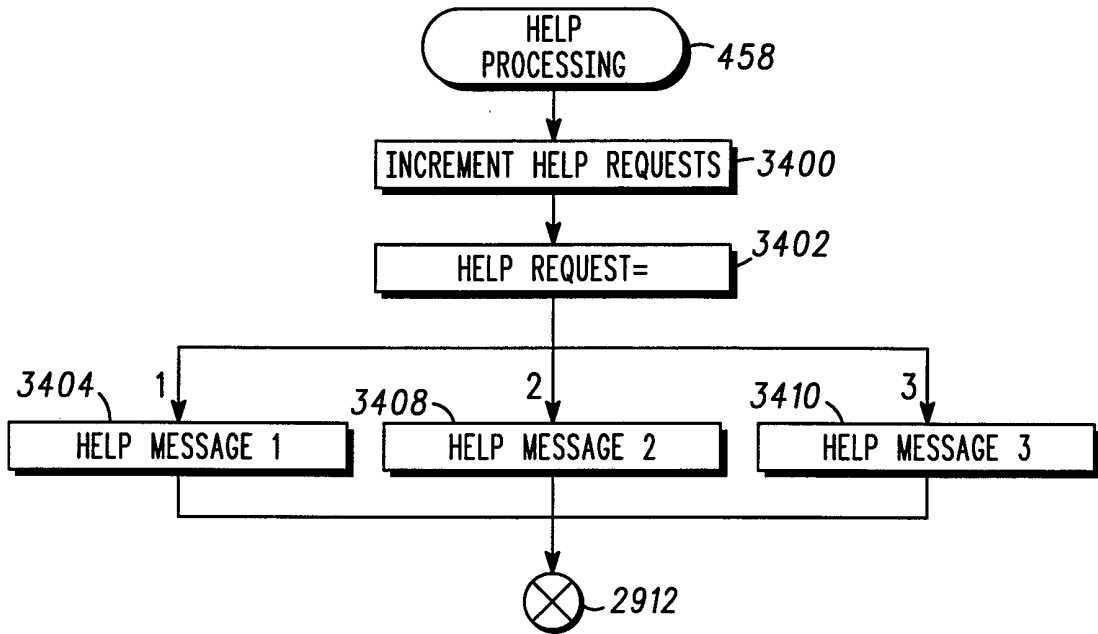 HELP
PROCESSING
458
INCREMENT HELP REQUESTS
3400
HELP REQUEST=
3402
1
2
3
3404
3408
3410
HELP MESSAGE 1
HELP MESSAGE 2
HELP MESSAGE 3
2912